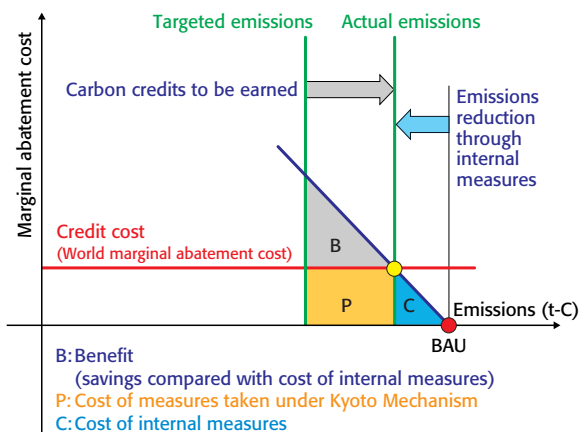 Targeted emissions
Actual emissions
Marginal abatement cost
Carbon credits to be earned
Emissions
reduction
through
internal
measures
Credit cost
(World marginal abatement cost)
B
P
C
Emissions (t-C)
BAU
B: Benefit
(savings compared with cost of internal measures)
P: Cost of measures taken under Kyoto Mechanism
C: Cost of internal measures